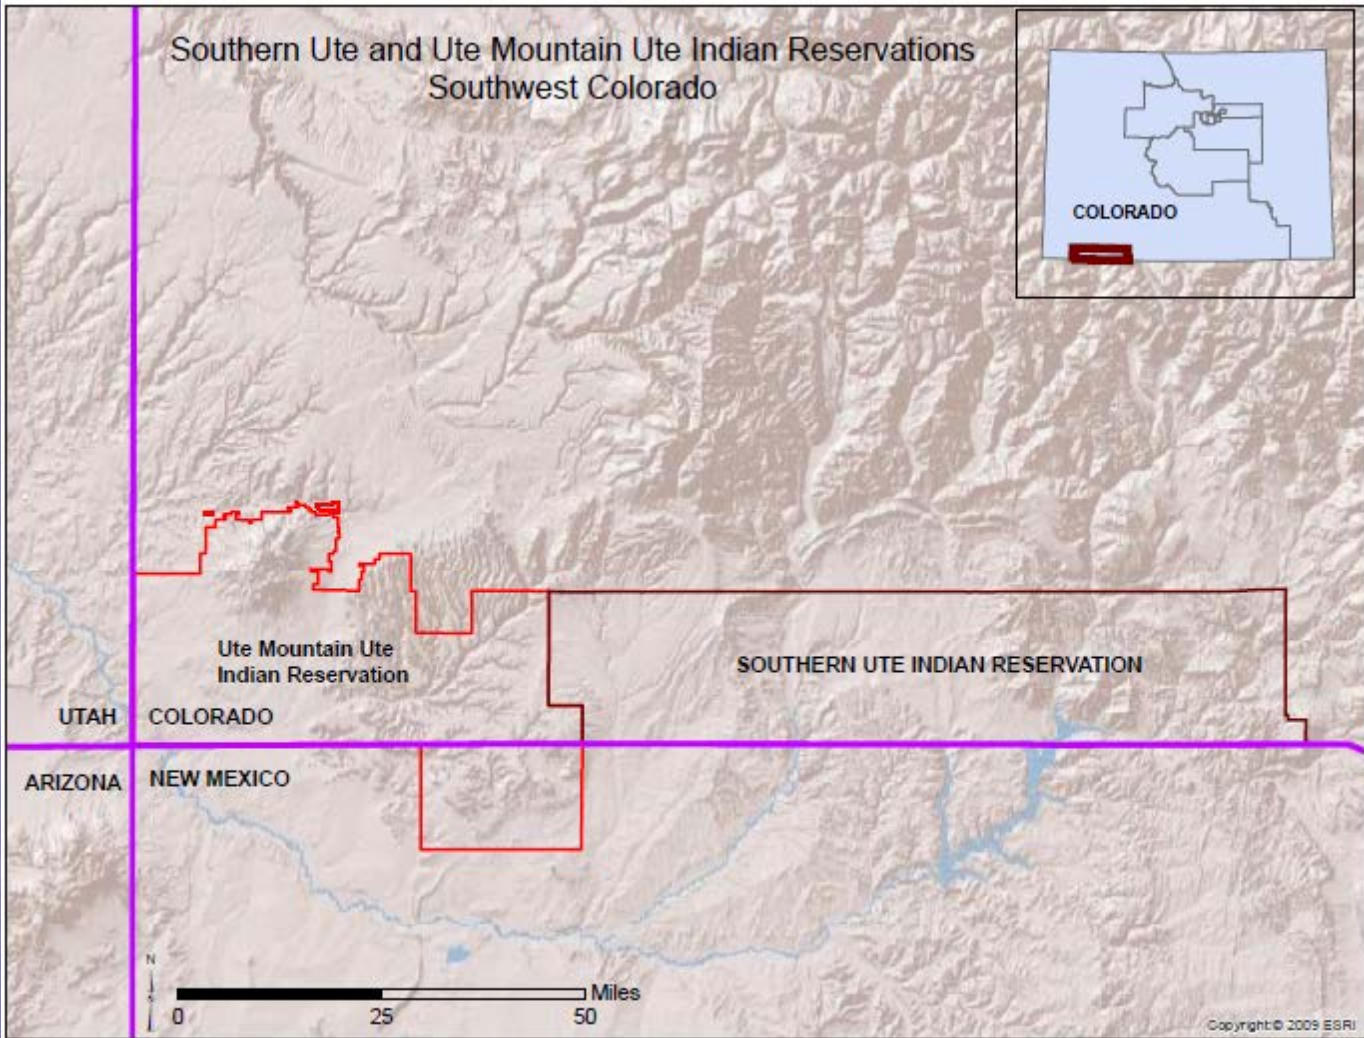 Southern Ute and Ute Mountain Ute Indian Reservations
Southwest Colorado
COLORADO
Ute Mountain Ute
Indian Reservation
SOUTHERN UTE INDIAN RESERVATION
UTAH
COLORADO
ARIZONA
NEW MEXICO
N
Miles
0
25
50
Copyright:© 2009 ESRI